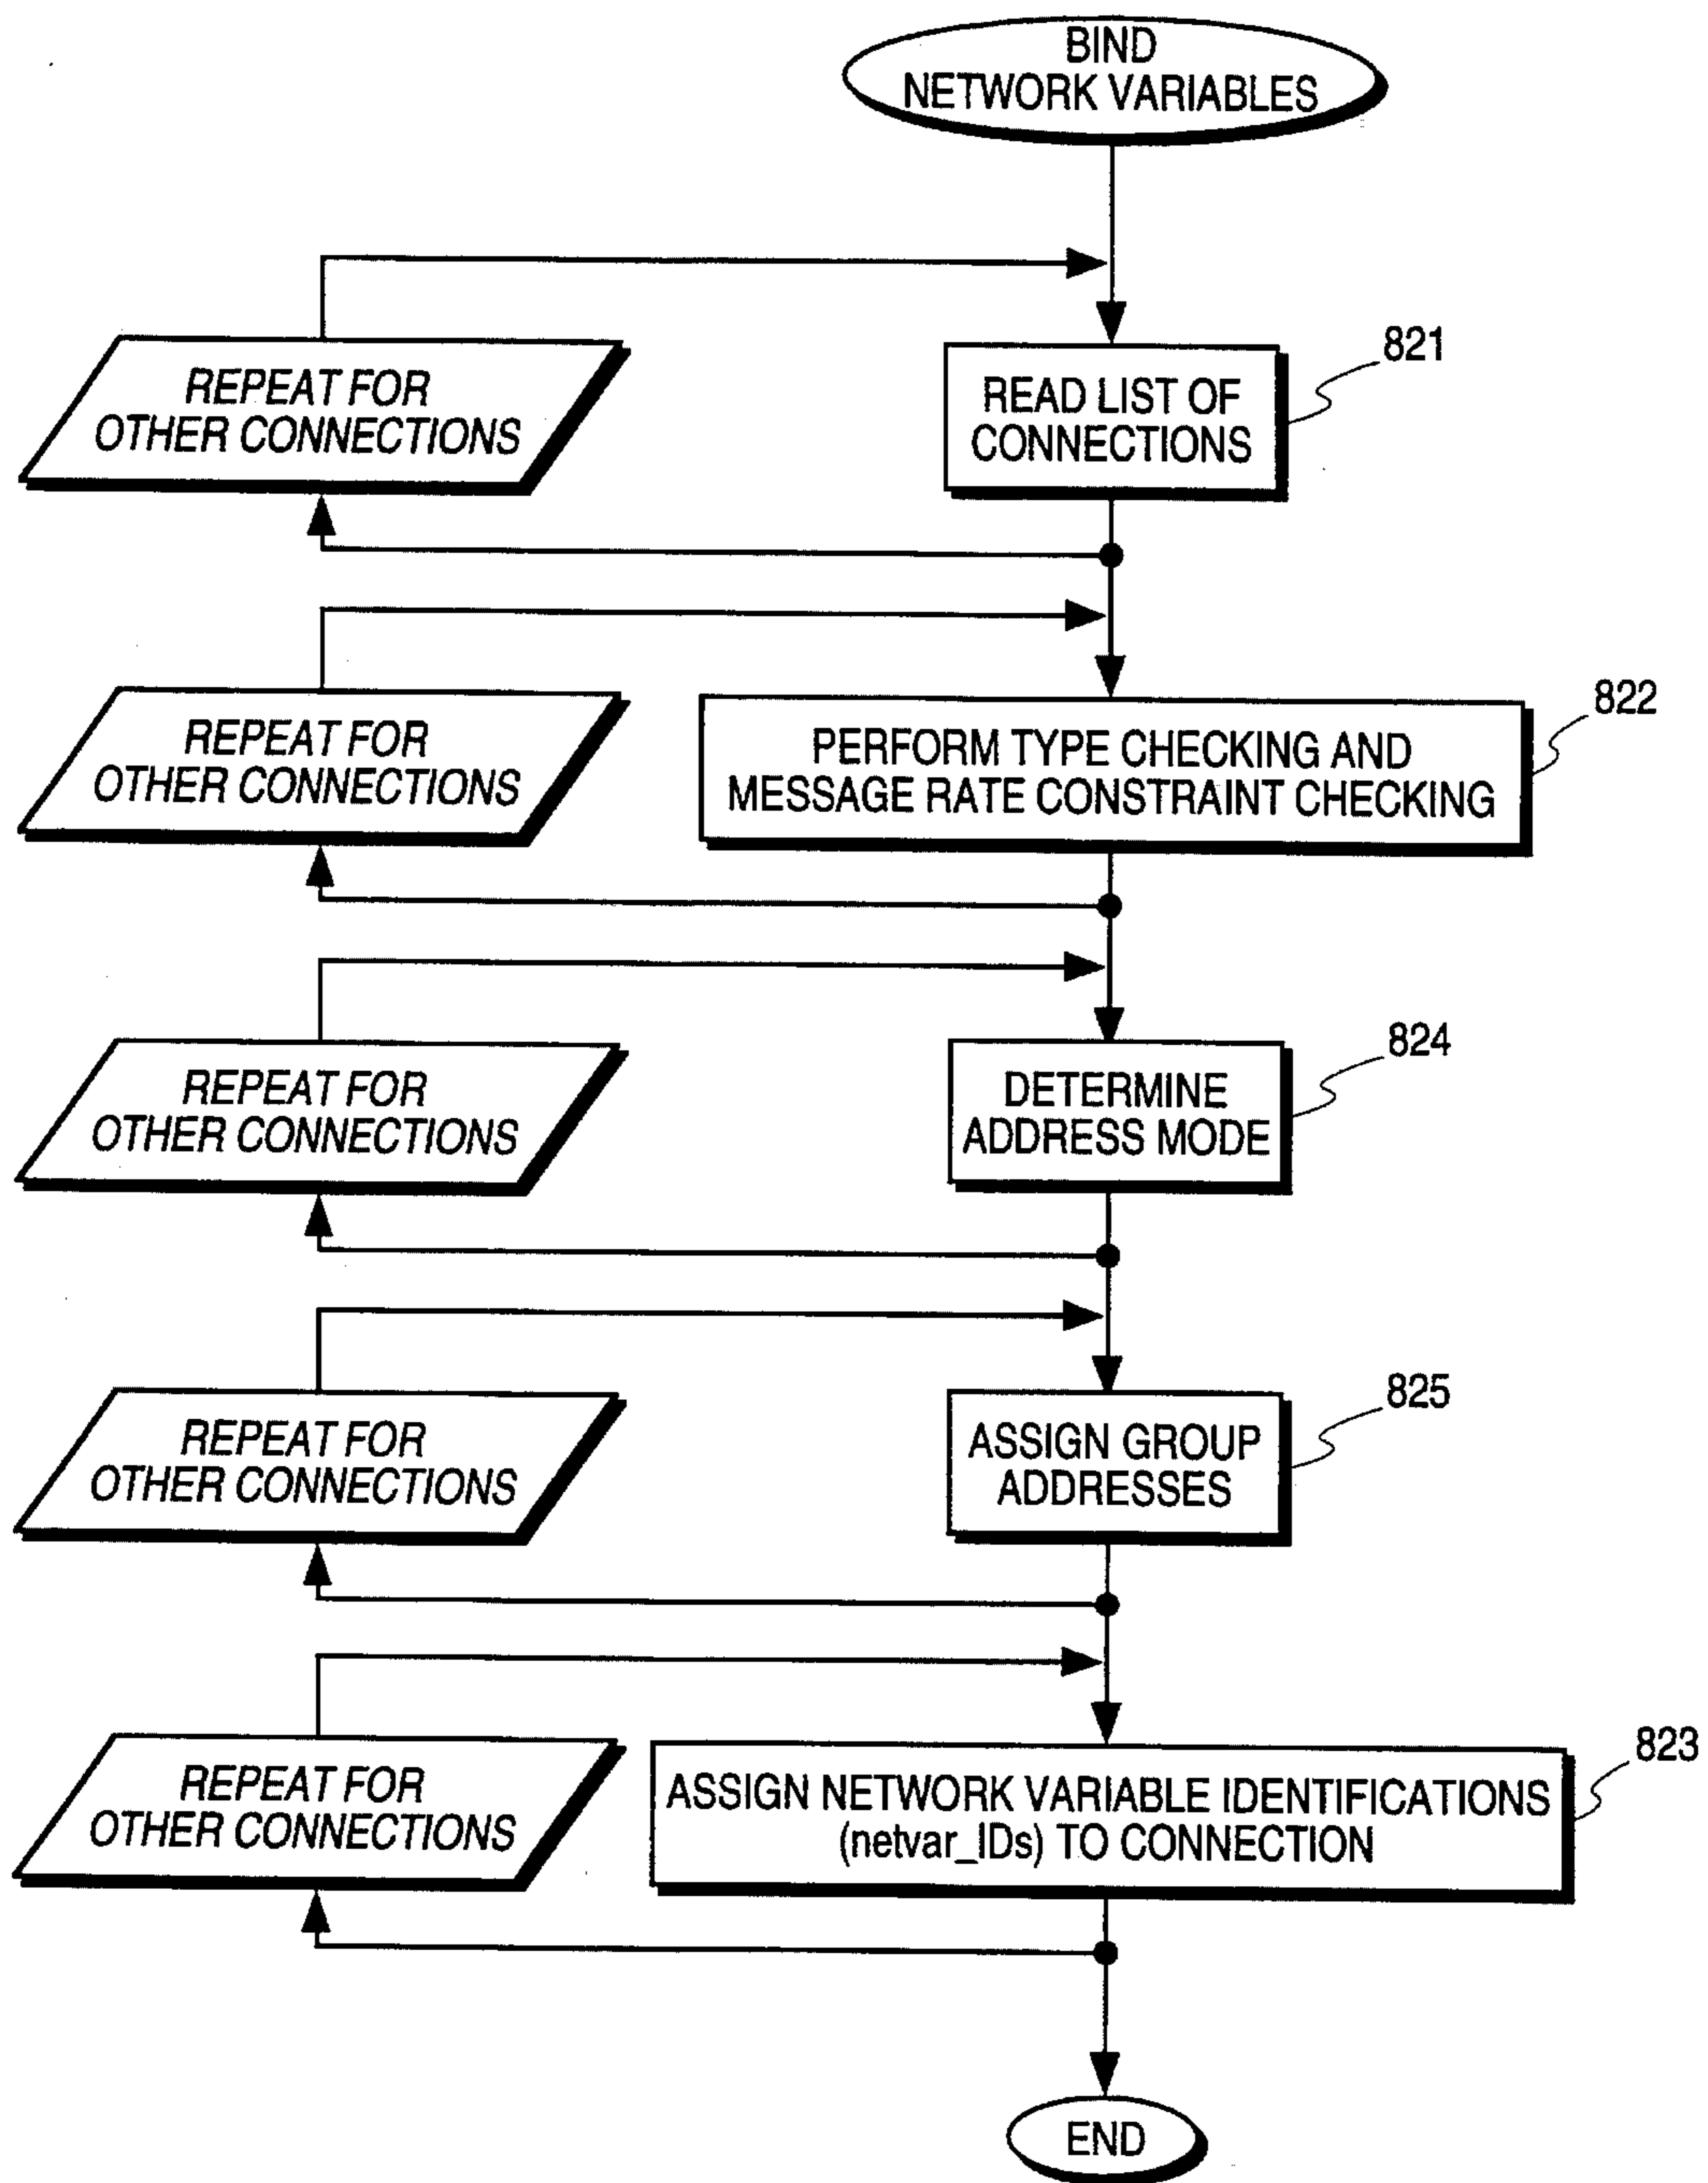 BIND
NETWORK VARIABLES
REPEAT FOR
OTHER CONNECTIONS
READ LIST OF
CONNECTIONS
821
REPEAT FOR
OTHER CONNECTIONS
PERFORM TYPE CHECKING AND
MESSAGE RATE CONSTRAINT CHECKING
822
REPEAT FOR
OTHER CONNECTIONS
DETERMINE
ADDRESS MODE
824
REPEAT FOR
OTHER CONNECTIONS
ASSIGN GROUP
ADDRESSES
825
REPEAT FOR
OTHER CONNECTIONS
ASSIGN NETWORK VARIABLE IDENTIFICATIONS
(netvar_IDs) TO CONNECTION
823
END